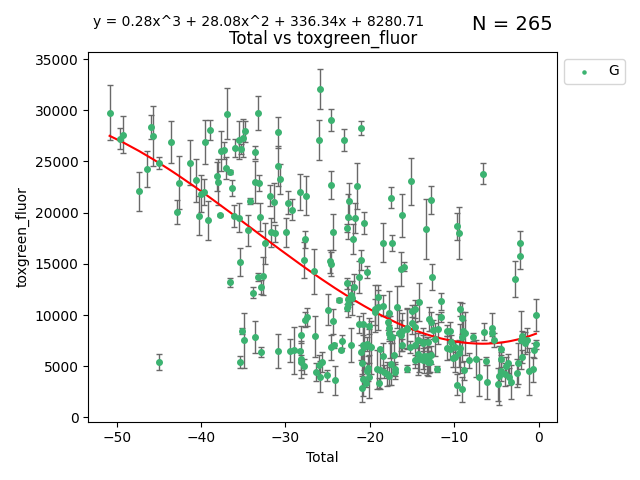 y = 0.28x^3 + 28.08x^2 + 336.34x + 8280.71
N = 265
Total vs toxgreen_fluor
G
toxgreen_fluor
35000
30000
25000
20000
15000
10000
5000
0
−50
−40
−30
−20
−10
0
Total